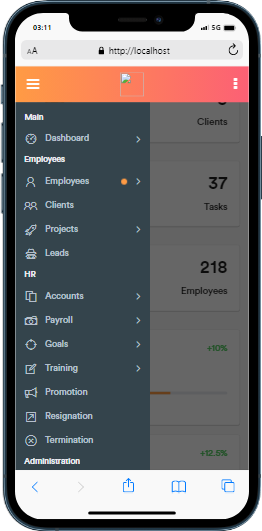 03:11
5G
AA
http://localhost
Main
Clients
Dashboard
Employees
Employees
37
Clients
Tasks
Projects
Leads
HR
218
Accounts
Employees
Payroll
Goals
+10%
Training
Promotion
Resignation
Termination
+12.5%
Administration